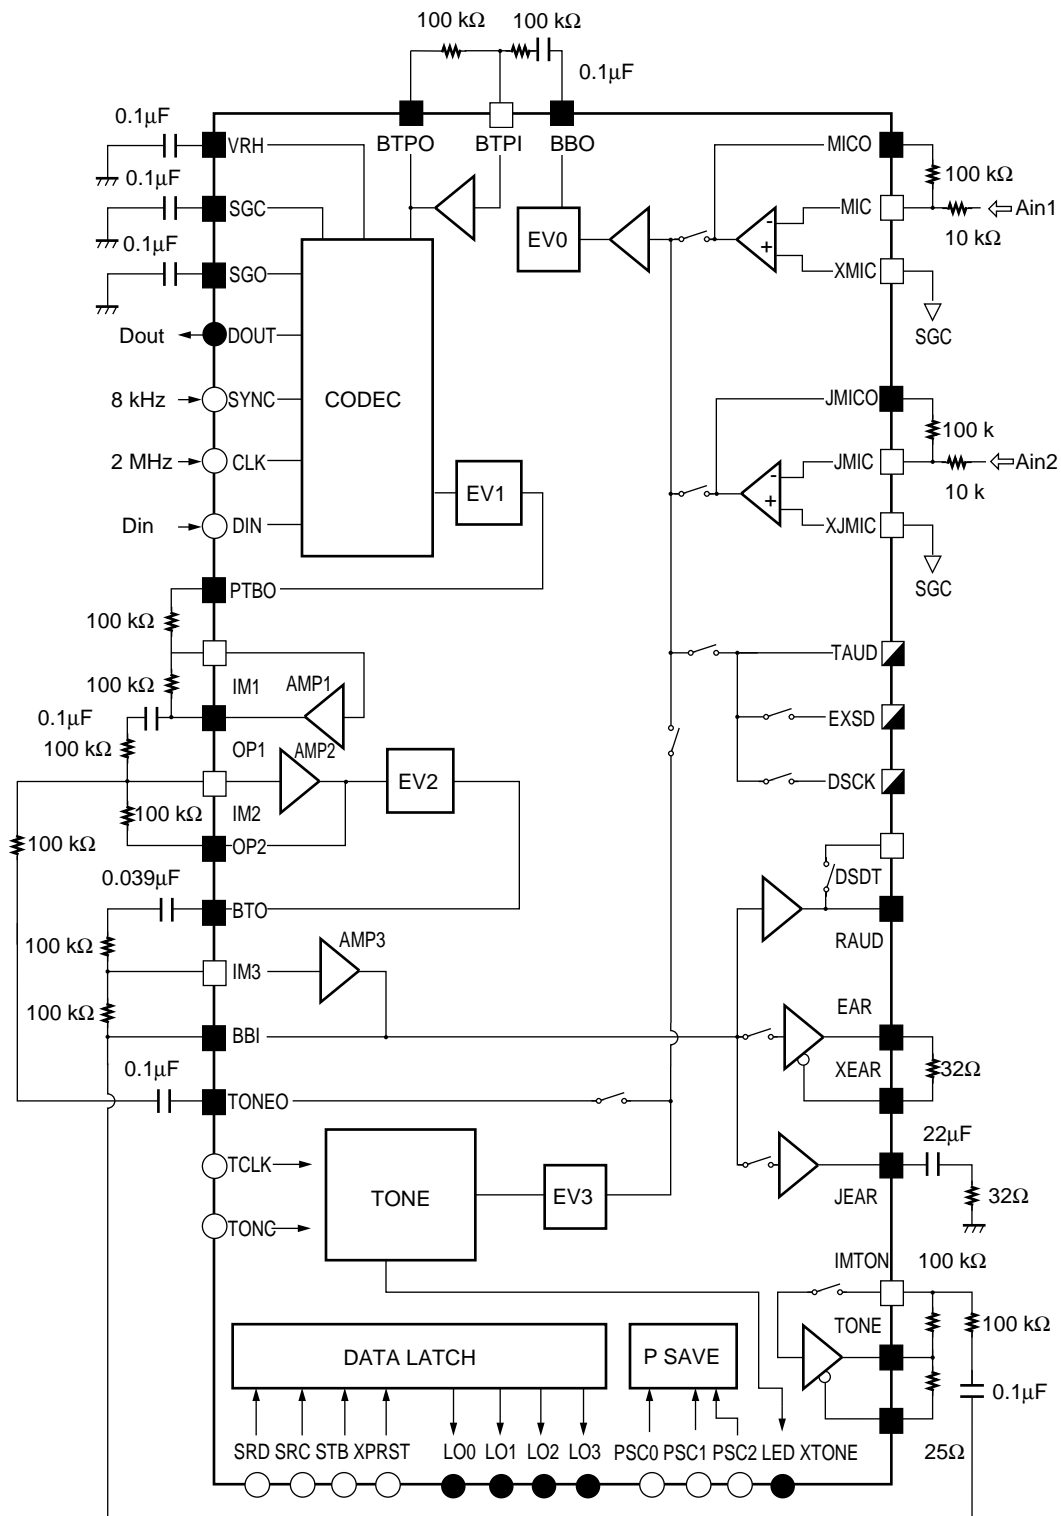 100 kΩ 100 kΩ
0.1µF
0.1µF
BTPO BTPI BBO
VRH
MICO
0.1µF
100 kΩ
SGC
MIC
Ain1
EV0
10 kΩ
0.1µF
SGO
XMIC
SGC
Dout DOUT
8 kHz SYNC
CODEC
JMICO
100 k
2 MHz CLK
JMIC
Ain2
EV1
10 k
Din DIN
XJMIC
PTBO
SGC
100 kΩ
TAUD
100 kΩ
IM1 AMP1
0.1µF
EXSD
100 kΩ
OP1 AMP2
EV2
DSCK
IM2
100 kΩ
100 kΩ
OP2
DSDT
0.039µF
BTO
RAUD
100 kΩ
AMP3
IM3
100 kΩ
EAR
BBI
XEAR
32Ω
0.1µF
TONEO
22µF
TCLK
TONE
EV3
JEAR
32Ω
TONC
IMTON 100 kΩ
TONE
100 kΩ
DATA LATCH
P SAVE
0.1µF
SRD SRC STB XPRST LO0 LO1 LO2 LO3 PSC0 PSC1 PSC2 LED XTONE
25Ω
- +
- +